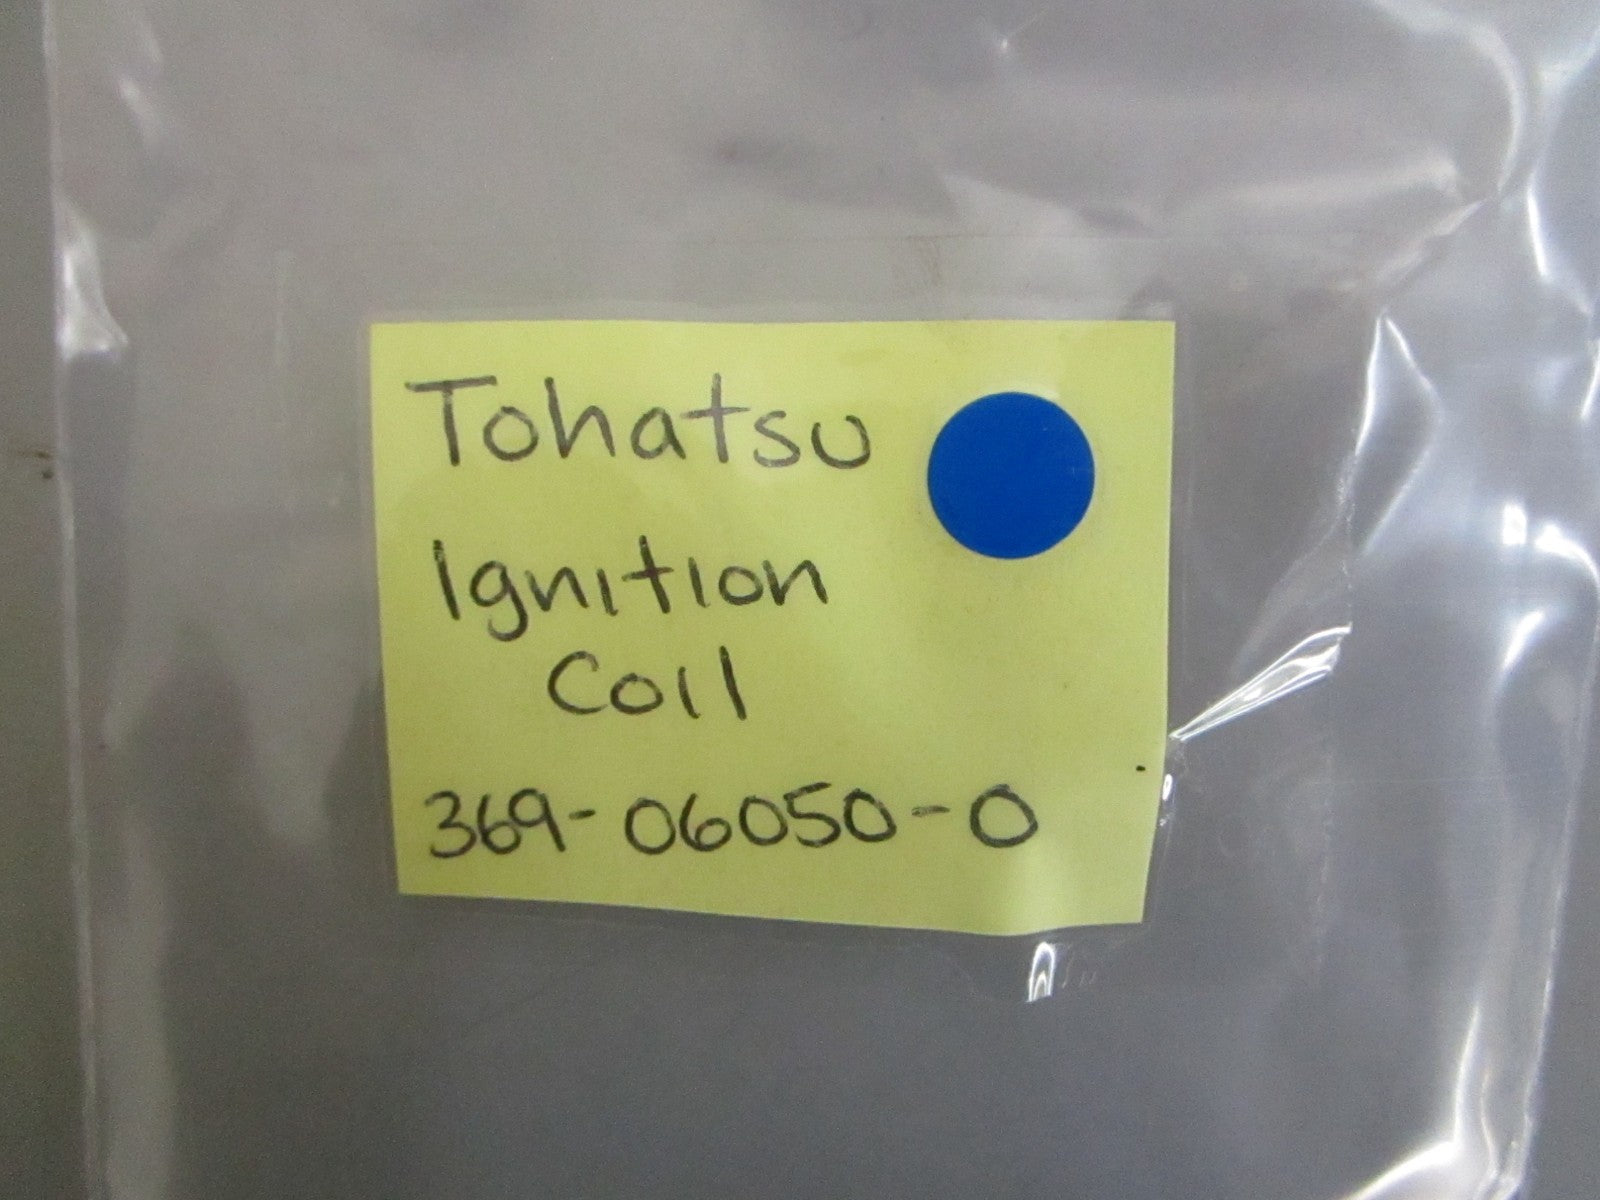 Tohatsu
Ignition
Coil
369-06050-0